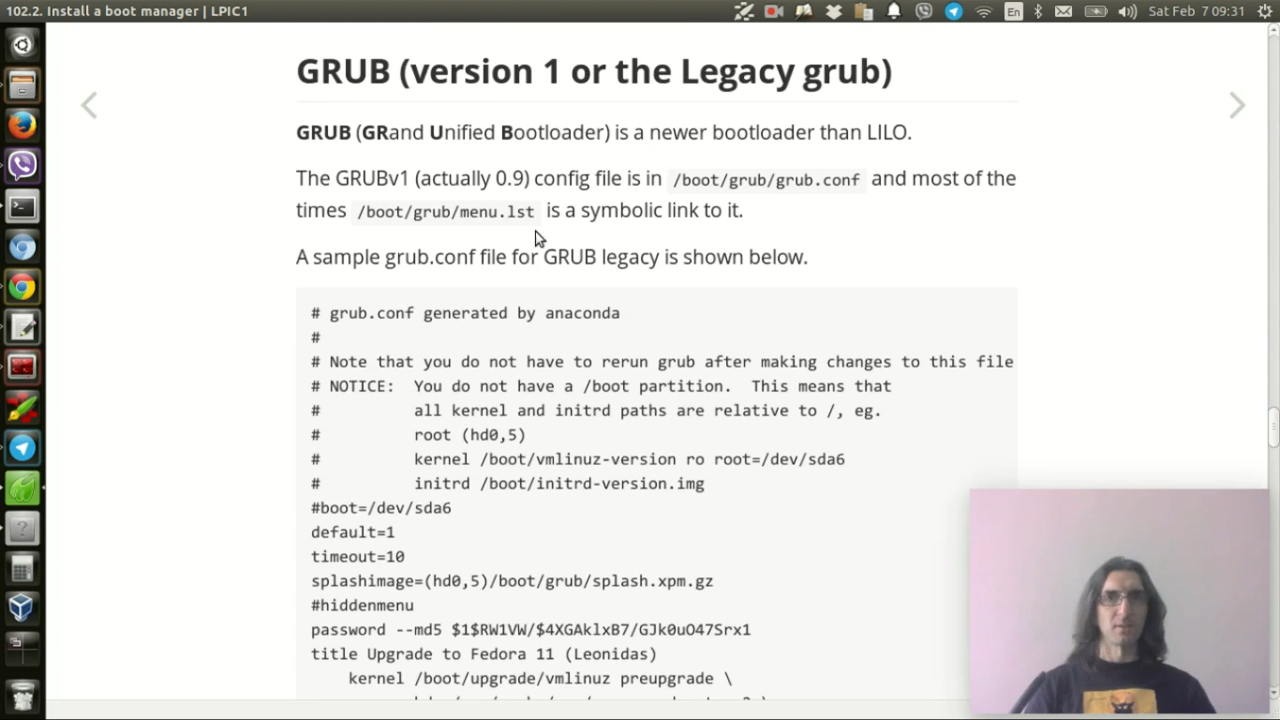 102.2. Install a boot manager | LPIC1
En
Sat Feb 7 09:31
GRUB (version 1 or the Legacy grub)
GRUB (GRand Unified Bootloader) is a newer bootloader than LILO.
The GRUBv1 (actually 0.9) config file is in /boot/grub/grub.conf and most of the
times /boot/grub/menu.lst is a symbolic link to it.
A sample grub.conf file for GRUB legacy is shown below.
# grub.conf generated by anaconda
#
# Note that you do not have to rerun grub after making changes to this file
# NOTICE:  You do not have a /boot partition.  This means that
#          all kernel and initrd paths are relative to /, eg.
#          root (hd0,5)
#          kernel /boot/vmlinuz-version ro root=/dev/sda6
#          initrd /boot/initrd-version.img
#boot=/dev/sda6
default=1
timeout=10
splashimage=(hd0,5)/boot/grub/splash.xpm.gz
#hiddenmenu
password --md5 $1$RW1VW/$4XGAklxB7/GJk0uO47Srx1
title Upgrade to Fedora 11 (Leonidas)
    kernel /boot/upgrade/vmlinuz preupgrade \